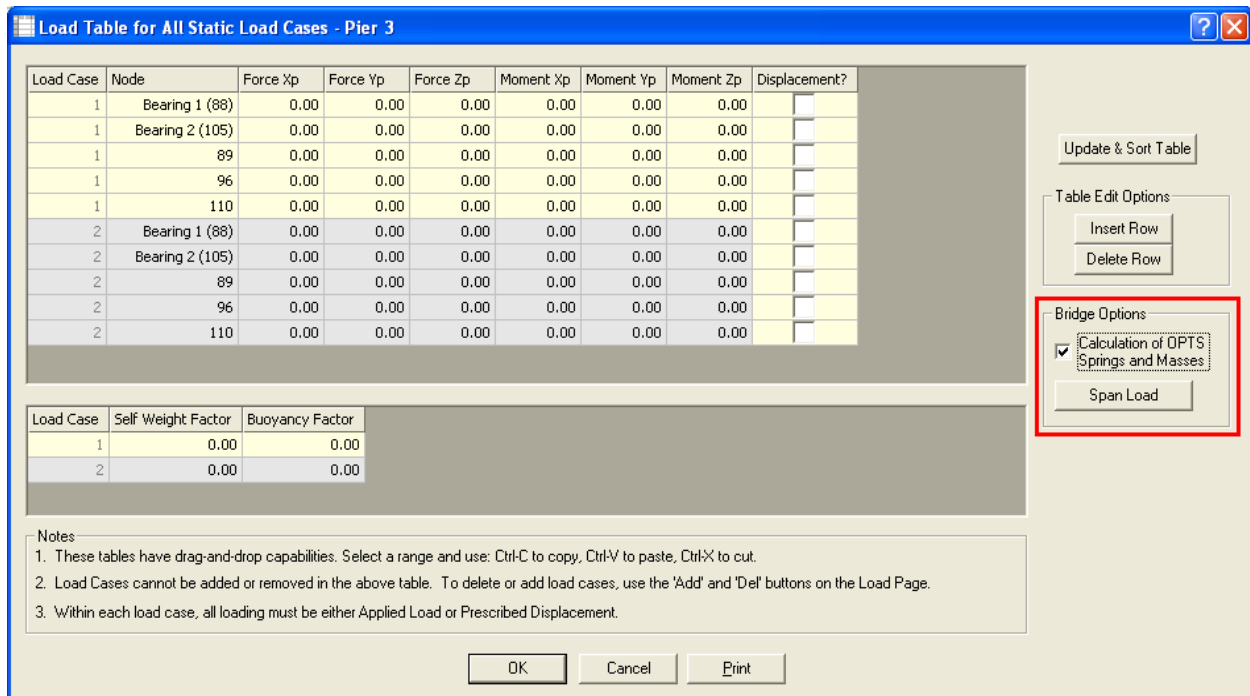 Load Table for All Static Load Cases - Pier 3
Load Case Node Force Xp Force Yp Force Zp Moment Xp Moment Yp Moment Zp Displacement?
1 Bearing 1 (88) 0.00 0.00 0.00 0.00 0.00 0.00
1 Bearing 2 (105) 0.00 0.00 0.00 0.00 0.00 0.00
1 89 0.00 0.00 0.00 0.00 0.00 0.00
1 96 0.00 0.00 0.00 0.00 0.00 0.00
1 110 0.00 0.00 0.00 0.00 0.00 0.00
2 Bearing 1 (88) 0.00 0.00 0.00 0.00 0.00 0.00
2 Bearing 2 (105) 0.00 0.00 0.00 0.00 0.00 0.00
2 89 0.00 0.00 0.00 0.00 0.00 0.00
2 96 0.00 0.00 0.00 0.00 0.00 0.00
2 110 0.00 0.00 0.00 0.00 0.00 0.00
Update & Sort Table
Table Edit Options
Insert Row
Delete Row
Bridge Options
Calculation of OPTS
Springs and Masses
Span Load
Load Case Self Weight Factor Buoyancy Factor
1 0.00 0.00
2 0.00 0.00
Notes
1. These tables have drag-and-drop capabilities. Select a range and use: Ctrl-C to copy, Ctrl-V to paste, Ctrl-X to cut.
2. Load Cases cannot be added or removed in the above table. To delete or add load cases, use the 'Add' and 'Del' buttons on the Load Page.
3. Within each load case, all loading must be either Applied Load or Prescribed Displacement.
OK Cancel Print